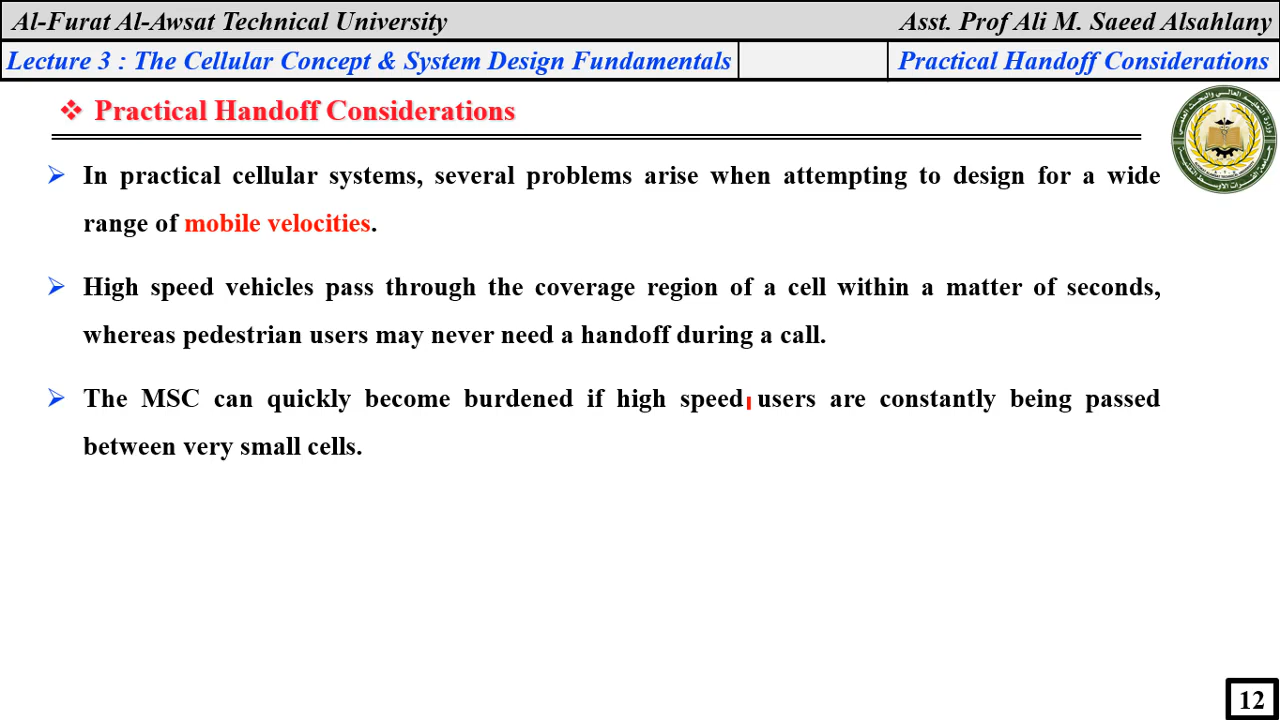 Al-Furat Al-Awsat Technical University
Asst. Prof Ali M. Saeed Alsahlany
Lecture 3 : The Cellular Concept & System Design Fundamentals
Practical Handoff Considerations
❖ Practical Handoff Considerations
➢ In practical cellular systems, several problems arise when attempting to design for a wide
range of mobile velocities.
➢ High speed vehicles pass through the coverage region of a cell within a matter of seconds,
whereas pedestrian users may never need a handoff during a call.
➢ The MSC can quickly become burdened if high speed users are constantly being passed
between very small cells.
12